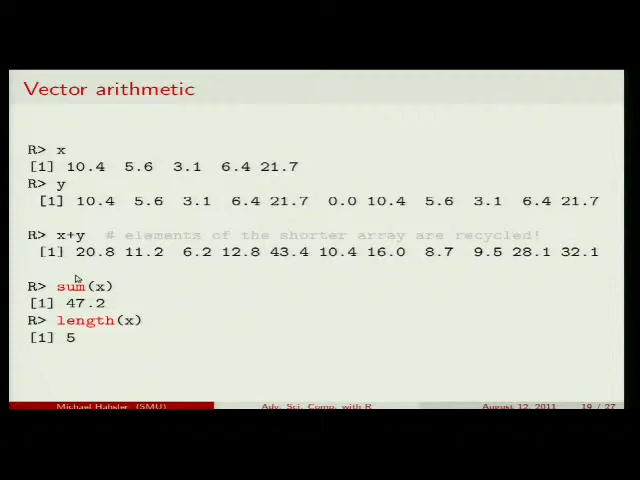 Vector arithmetic
R> x
[1] 10.4 5.6 3.1 6.4 21.7
R> y
[1] 10.4 5.6 3.1 6.4 21.7 0.0 10.4 5.6 3.1 6.4 21.7
R> x+y # elements of the shorter array are recycled!
[1] 20.8 11.2 6.2 12.8 43.4 10.4 16.0 8.7 9.5 28.1 32.1
R> sum(x)
[1] 47.2
R> length(x)
[1] 5
Michael Hahsler (SMU) Adv. Sci. Comp. with R August 12, 2011 19 / 27